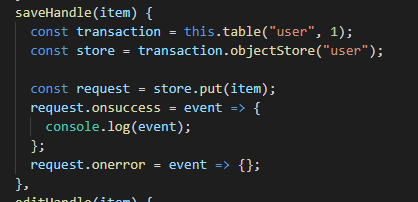 saveHandle(item) {
const transaction = this.table("user", 1);
const store = transaction.objectStore("user");
const request = store.put(item);
request.onsuccess = event => {
console.log(event);
};
request.onerror = event => {};
},
editHandle(item) {